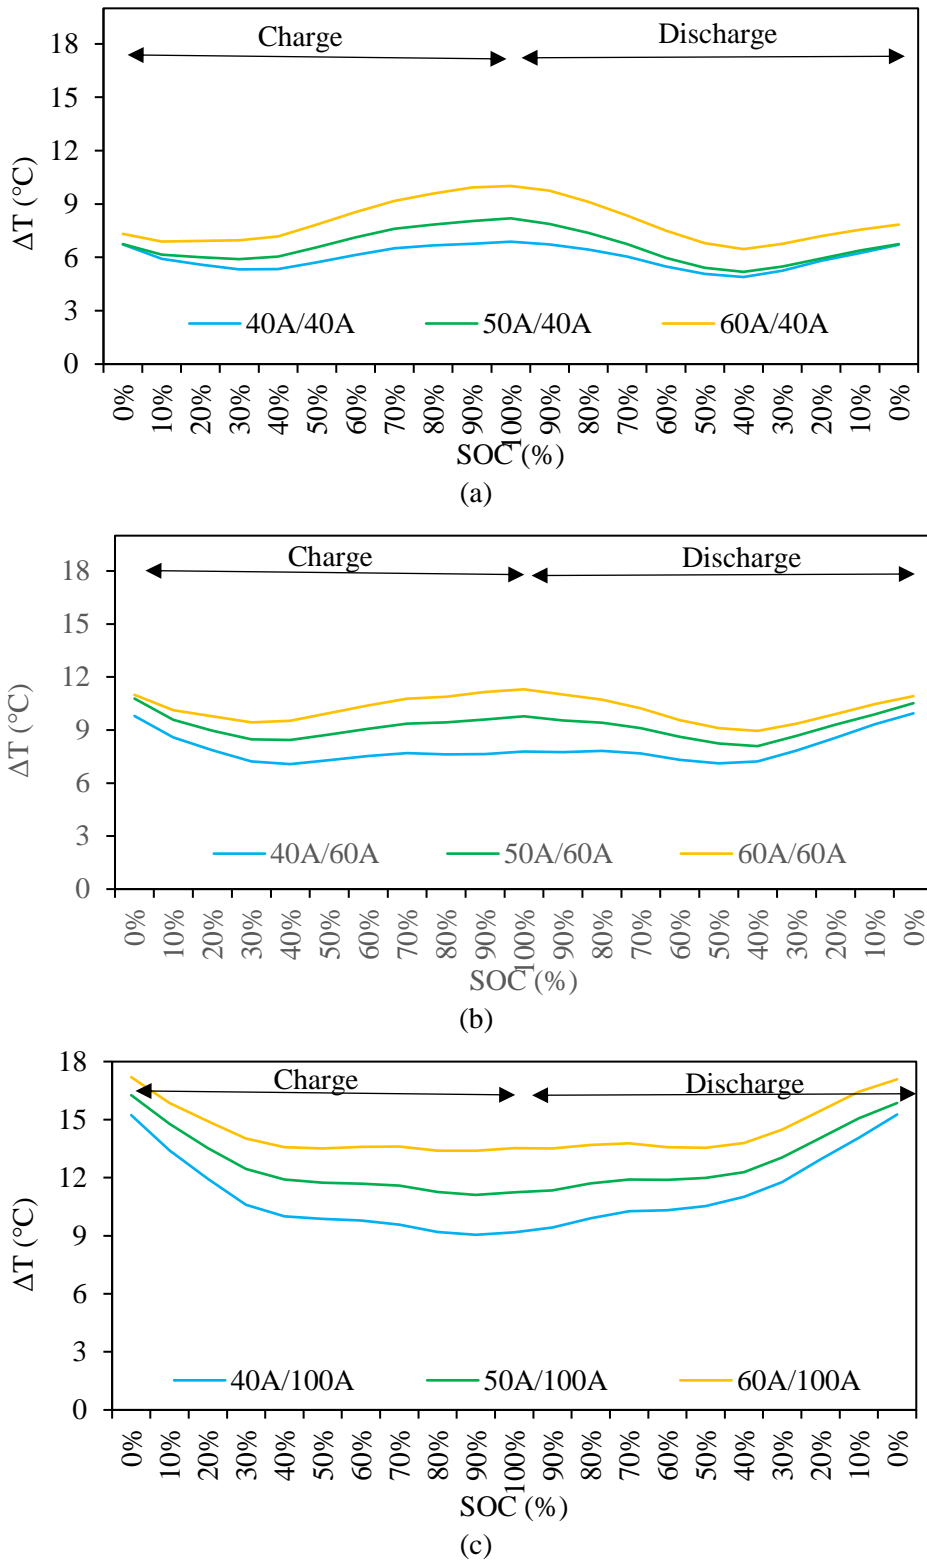 18
15
12
9
6
3
0
ΔT (°C)
Charge
Discharge
40A/40A 50A/40A 60A/40A
0% 10% 20% 30% 40% 50% 60% 70% 80% 90% 100% 90% 80% 70% 60% 50% 40% 30% 20% 10% 0%
SOC (%)
(a)
18
15
12
9
6
3
0
ΔT (°C)
Charge
Discharge
40A/60A 50A/60A 60A/60A
0% 10% 20% 30% 40% 50% 60% 70% 80% 90% 100% 90% 80% 70% 60% 50% 40% 30% 20% 10% 0%
SOC (%)
(b)
18
15
12
9
6
3
0
ΔT (°C)
Charge
Discharge
40A/100A 50A/100A 60A/100A
0% 10% 20% 30% 40% 50% 60% 70% 80% 90% 100% 90% 80% 70% 60% 50% 40% 30% 20% 10% 0%
SOC (%)
(c)